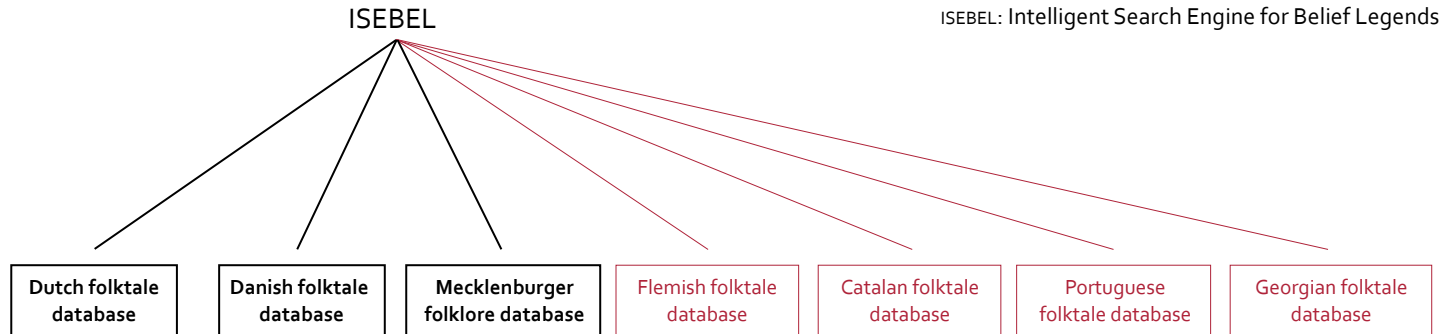 ISEBEL
ISEBEL: Intelligent Search Engine for Belief Legends
Dutch folktale
database
Danish folktale
database
Mecklenburger
folklore database
Flemish folktale
database
Catalan folktale
database
Portuguese
folktale database
Georgian folktale
database